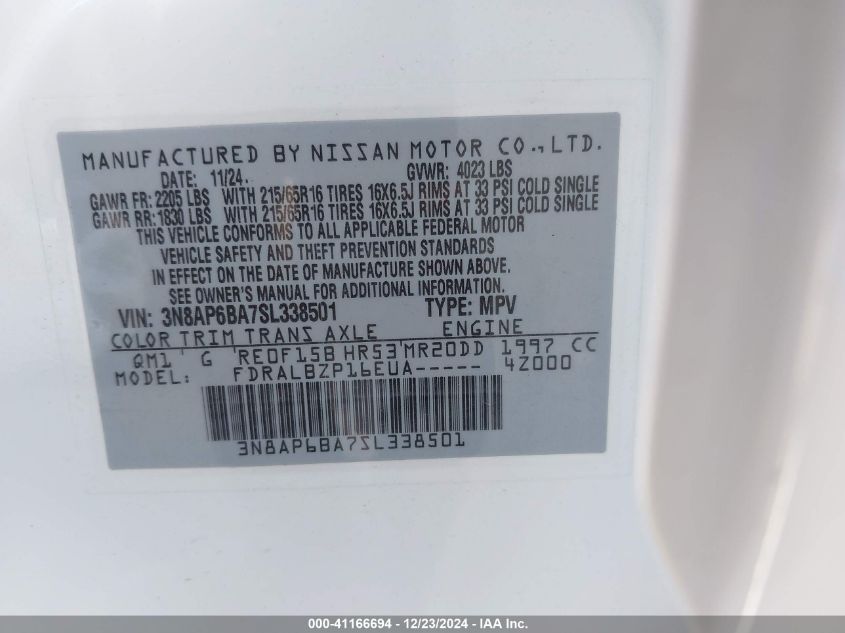 MANUFACTURED BY NISSAN MOTOR CO.,LTD.
DATE: 11/24. GVWR: 4023 LBS
GAWR FR: 2205 LBS WITH 215/65R16 TIRES 16X6.5J RIMS AT 33 PSI COLD SINGLE
GAWR RR: 1830 LBS WITH 215/65R16 TIRES 16X6.5J RIMS AT 33 PSI COLD SINGLE
THIS VEHICLE CONFORMS TO ALL APPLICABLE FEDERAL MOTOR
VEHICLE SAFETY AND THEFT PREVENTION STANDARDS
IN EFFECT ON THE DATE OF MANUFACTURE SHOWN ABOVE.
SEE OWNER'S MANUAL FOR ADDITIONAL INFORMATION.
VIN: 3N8AP6BA7SL338501 TYPE: MPV
COLOR TRIM TRANS AXLE ENGINE
QM1 G RE0F15B HR53 MR20DD 1997 CC
MODEL: FDRALBZP16EUA----- 4Z000
3N8AP6BA7SL338501
000-41166694 - 12/23/2024 - IAA Inc.